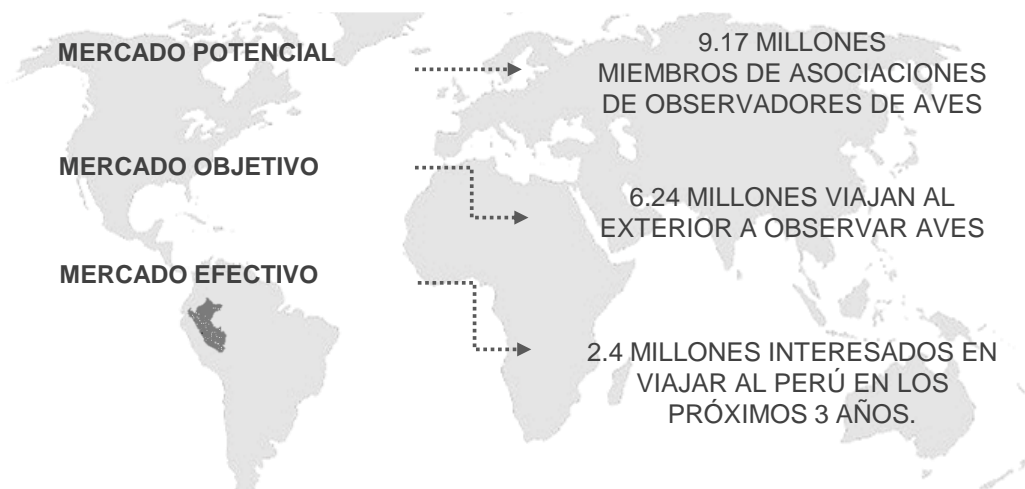 MERCADO POTENCIAL
9.17 MILLONES
MIEMBROS DE ASOCIACIONES
DE OBSERVADORES DE AVES
MERCADO OBJETIVO
6.24 MILLONES VIAJAN AL
EXTERIOR A OBSERVAR AVES
MERCADO EFECTIVO
2.4 MILLONES INTERESADOS EN
VIAJAR AL PERÚ EN LOS
PRÓXIMOS 3 AÑOS.